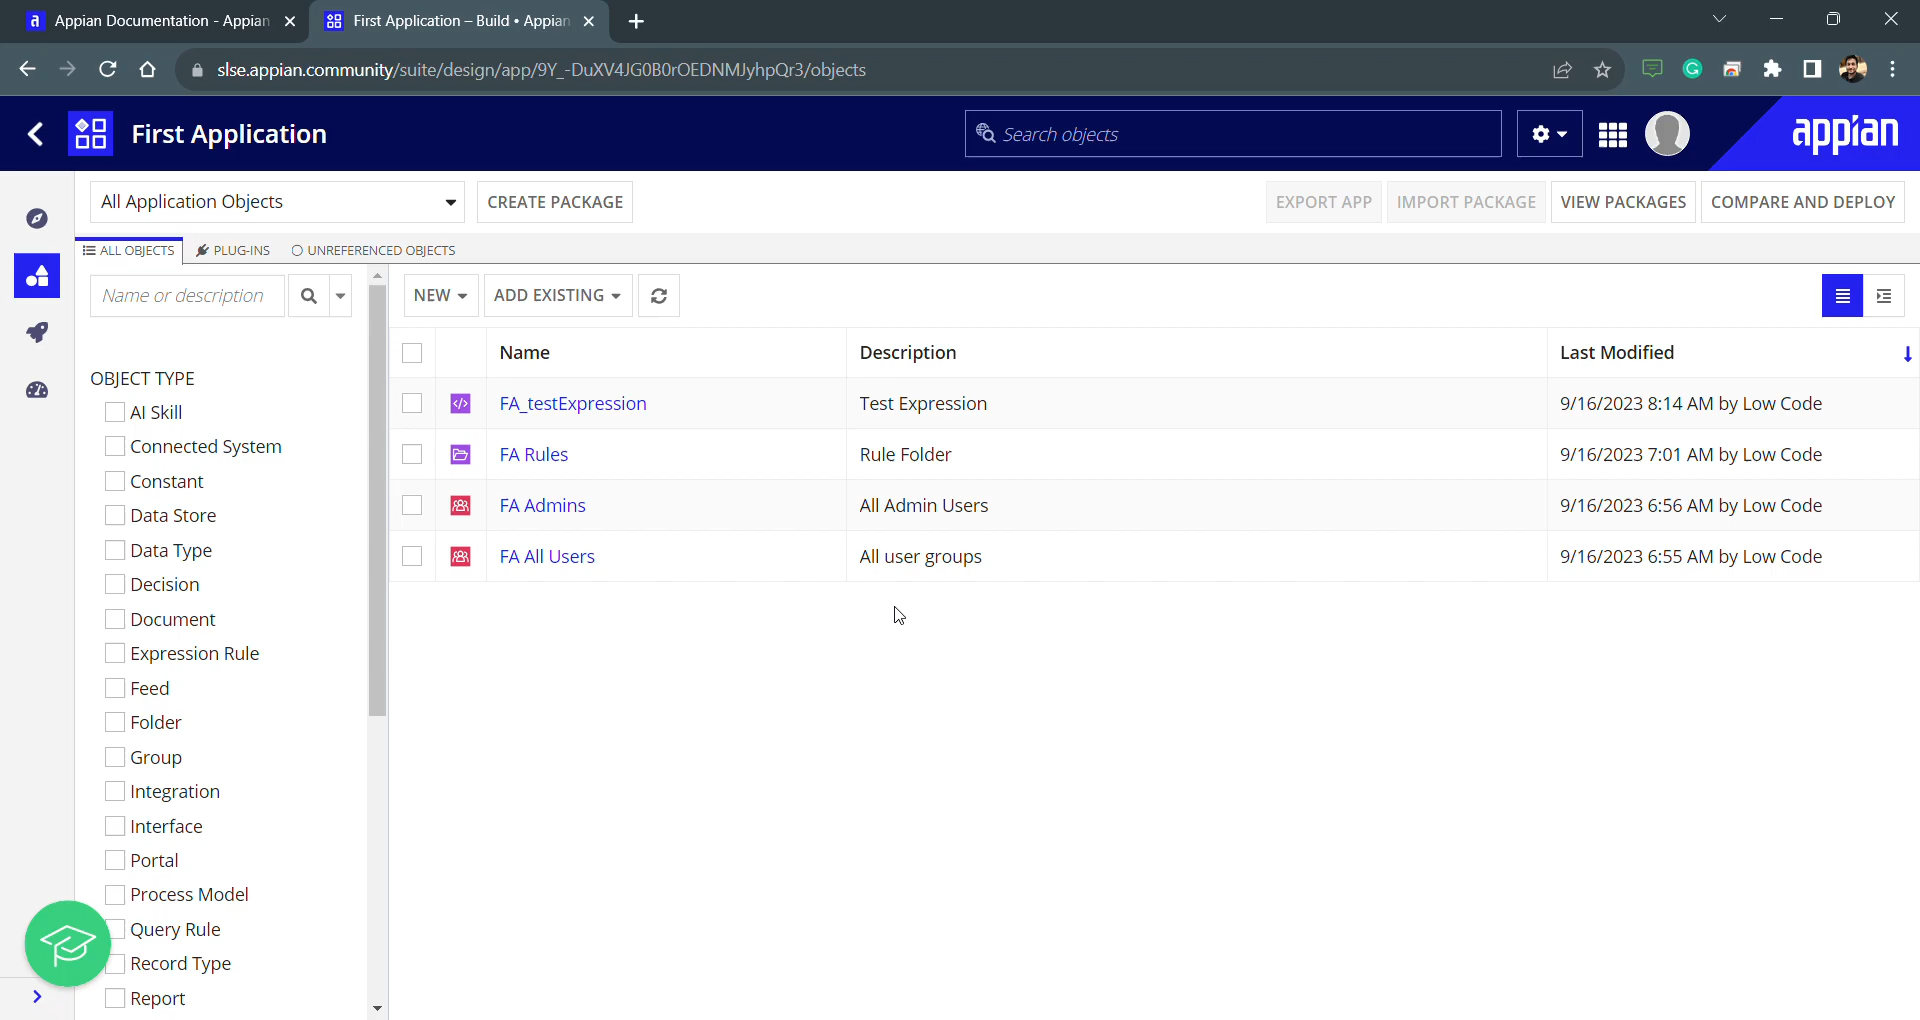 Appian Documentation - Appian
First Application – Build • Appian
slse.appian.community/suite/design/app/9Y_-DuXV4JG0B0rOEDNMJyhpQr3/objects
First Application
Search objects
appian
All Application Objects
CREATE PACKAGE
EXPORT APP
IMPORT PACKAGE
VIEW PACKAGES
COMPARE AND DEPLOY
ALL OBJECTS
PLUG-INS
UNREFERENCED OBJECTS
Name or description
NEW
ADD EXISTING
Name
Description
Last Modified
FA_testExpression
Test Expression
9/16/2023 8:14 AM by Low Code
FA Rules
Rule Folder
9/16/2023 7:01 AM by Low Code
FA Admins
All Admin Users
9/16/2023 6:56 AM by Low Code
FA All Users
All user groups
9/16/2023 6:55 AM by Low Code
OBJECT TYPE
AI Skill
Connected System
Constant
Data Store
Data Type
Decision
Document
Expression Rule
Feed
Folder
Group
Integration
Interface
Portal
Process Model
Query Rule
Record Type
Report